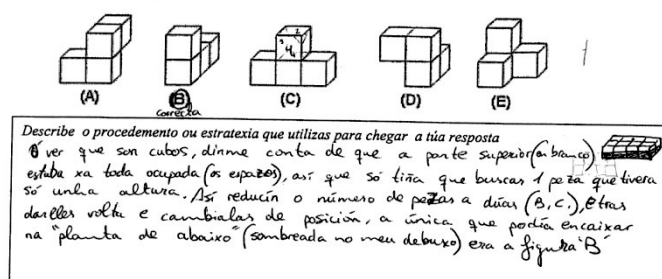 (A) (B) (C) (D) (E)
correcta
Describe o procedemento ou estratexia que utilizas para chegar a túa resposta
Ó ver que son cubos, dinme conta de que a parte superior (en branco)
estaba xa toda ocupada (os espazos), así que só tiña que buscar 1 peza que tivera
só unha altura. Así reducín o número de pezas a dúas (B, C.), e tras
darlles volta e cambialas de posición, a única que podía encaixar
na "planta de abaixo" (sombreada no meu debuxo) era a figura "B"